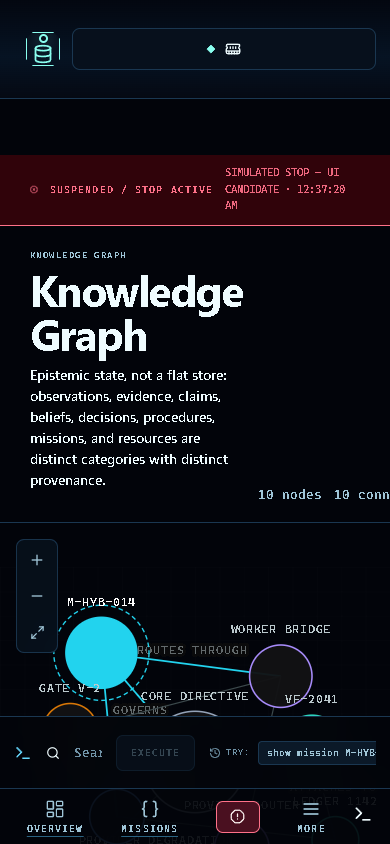 SUSPENDED / STOP ACTIVE
SIMULATED STOP — UI
CANDIDATE · 12:37:20
AM
KNOWLEDGE GRAPH
Knowledge
Graph
Epistemic state, not a flat store:
observations, evidence, claims,
beliefs, decisions, procedures,
missions, and resources are
distinct categories with distinct
provenance.
10 nodes 10 conn
M-HYB-014
WORKER BRIDGE
ROUTES THROUGH
GATE V-2
CORE DIRECTIVE
VF-2041
GOVERNS
Sear
EXECUTE
TRY:
show mission M-HYB
OVERVIEW
MISSIONS
MORE